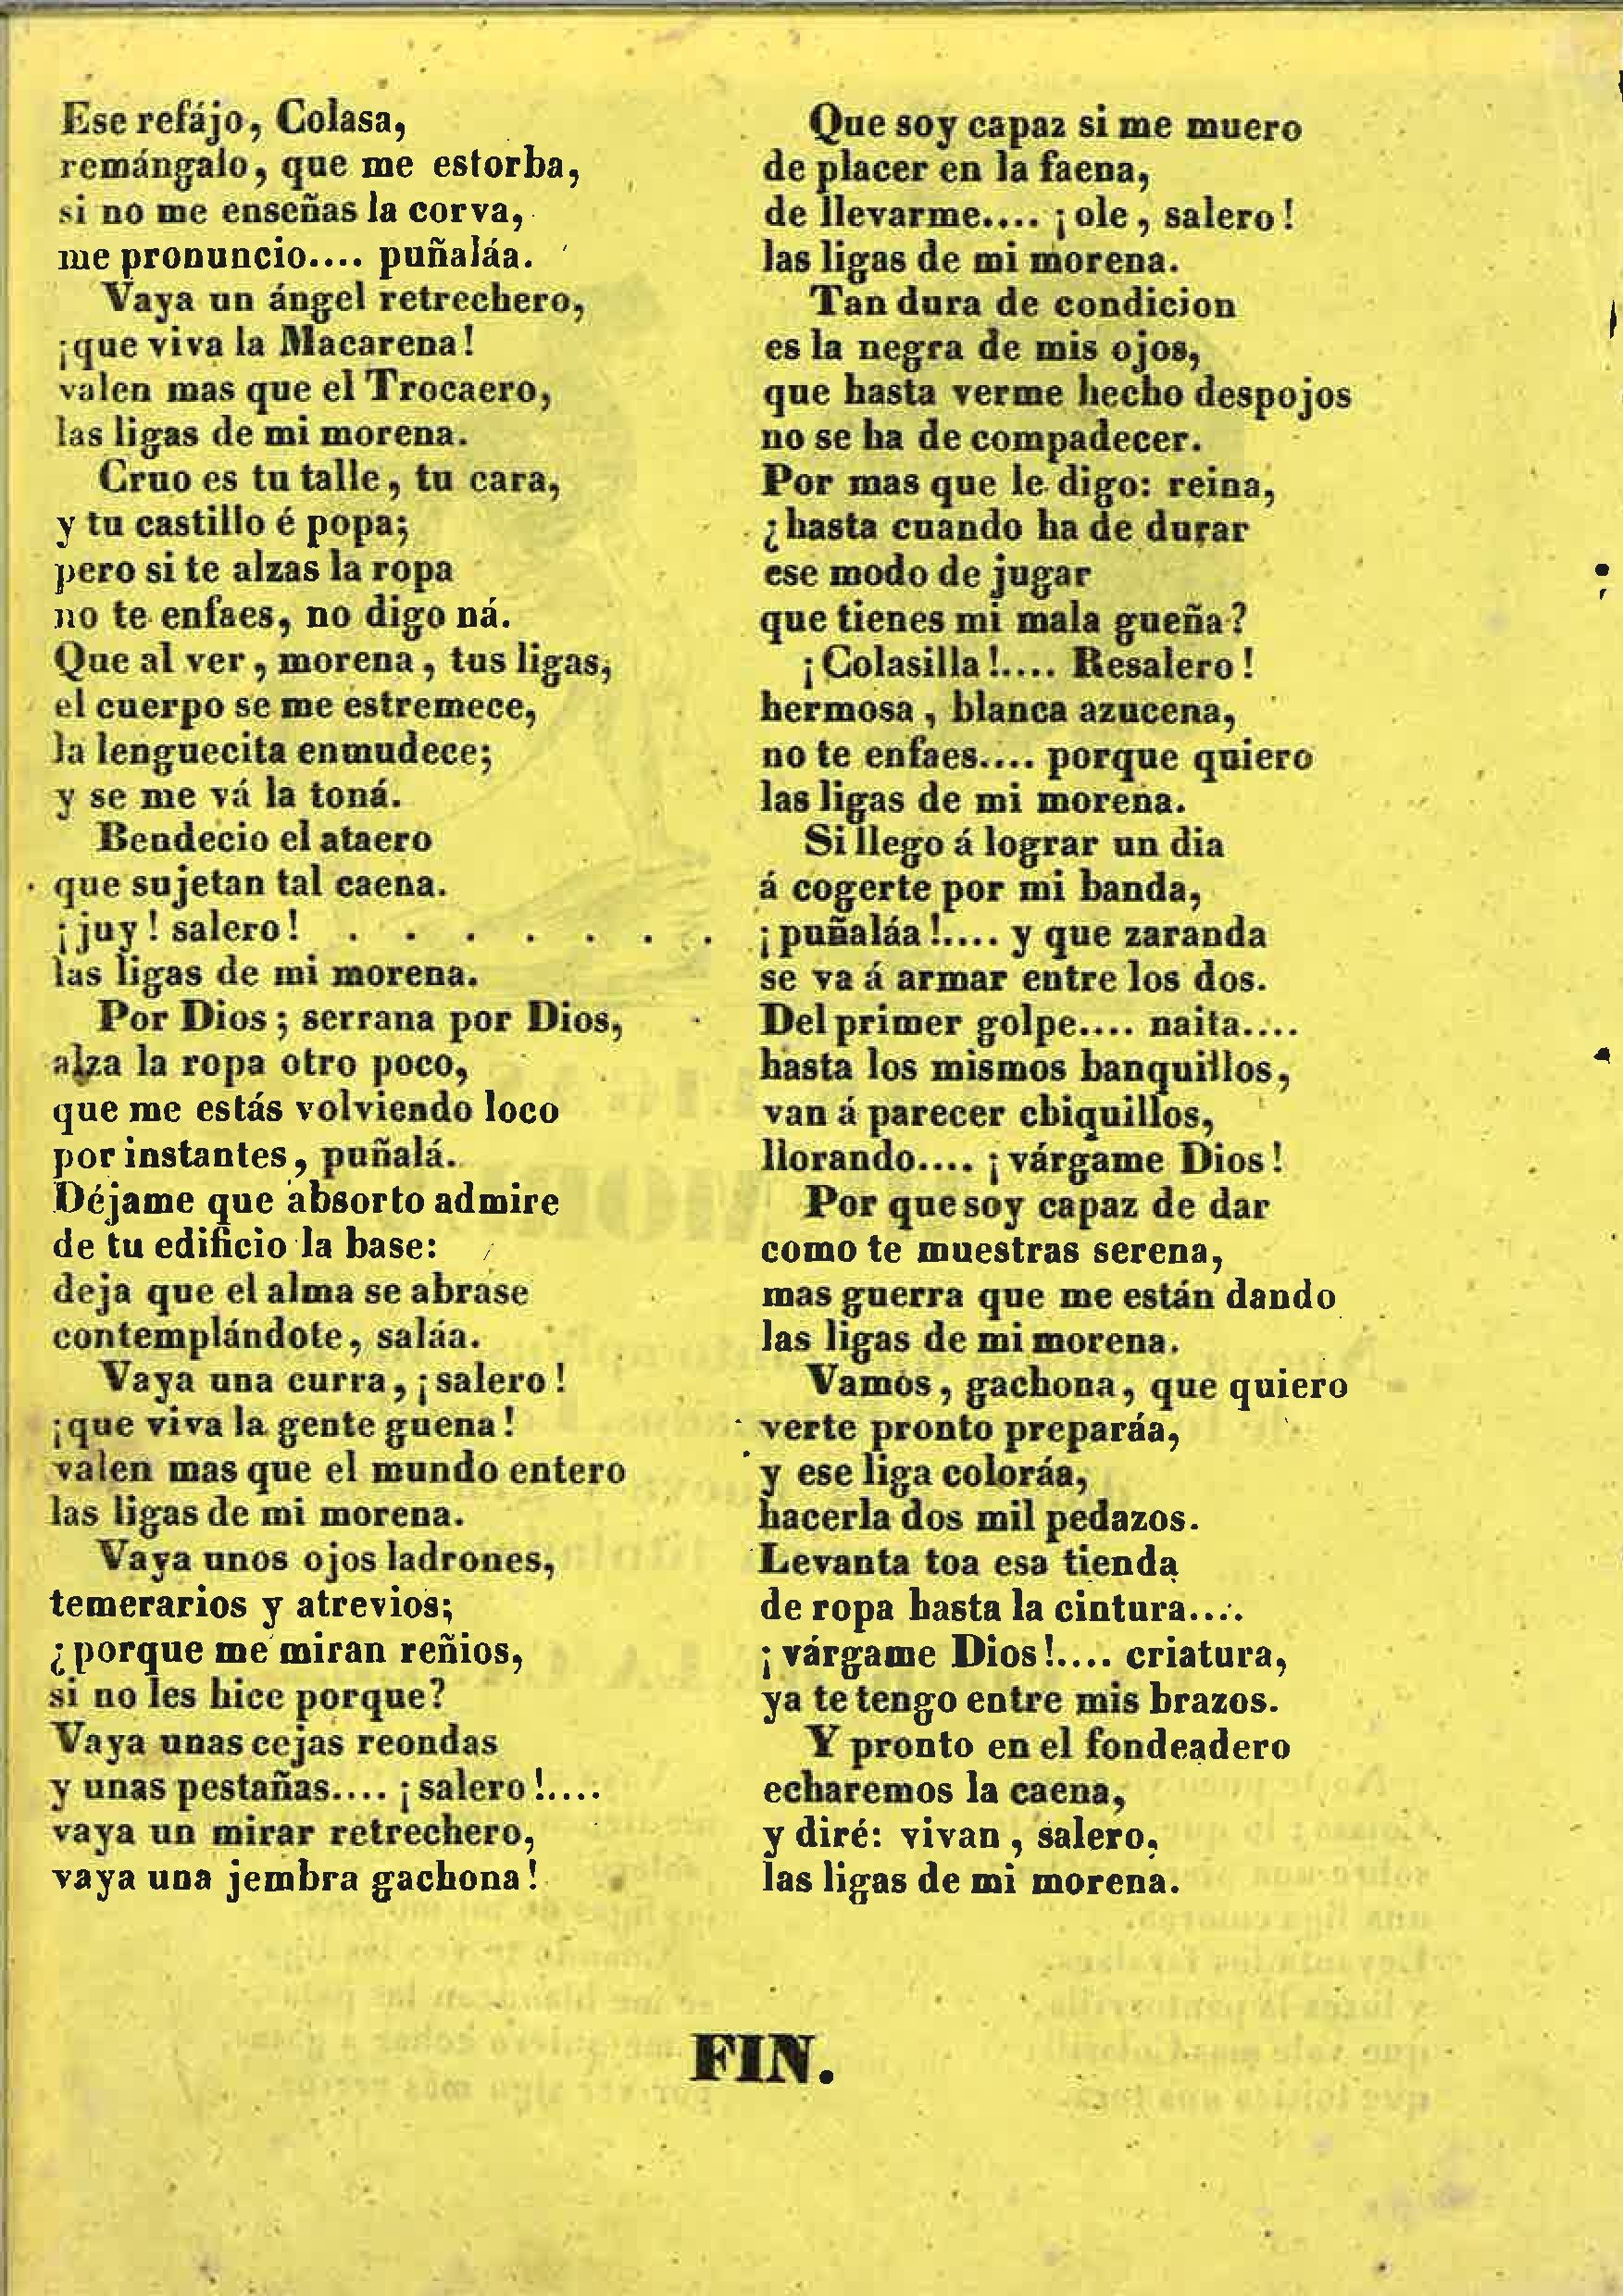 Ese refájo, Colasa,
remángalo, que me estorba,
si no me enseñas la corva,
me pronuncio.... puñaláa.
Vaya un ángel retrechero,
¡que viva la Macarena!
valen mas que el Trocaero,
las ligas de mi morena.
Cruo es tu talle, tu cara,
y tu castillo é popa;
pero si te alzas la ropa
no te enfaes, no digo ná.
Que al ver, morena, tus ligas,
el cuerpo se me estremece,
la lenguecita enmudece;
y se me vá la toná.
Bendecio el ataero
que sujetan tal caena.
¡juy! salero! . . . . . . .
las ligas de mi morena.
Por Dios; serrana por Dios,
alza la ropa otro poco,
que me estás volviendo loco
por instantes, puñalá.
Déjame que absorto admire
de tu edificio la base:
deja que el alma se abrase
contemplándote, saláa.
Vaya una curra, ¡salero!
¡que viva la gente guena!
valen mas que el mundo entero
las ligas de mi morena.
Vaya unos ojos ladrones,
temerarios y atrevios;
¿porque me miran reñios,
si no les hice porque?
Vaya unas cejas reondas
y unas pestañas.... ¡salero!....
vaya un mirar retrechero,
vaya una jembra gachona!
Que soy capaz si me muero
de placer en la faena,
de llevarme.... ¡ole, salero!
las ligas de mi morena.
Tan dura de condicion
es la negra de mis ojos,
que hasta verme hecho despojos
no se ha de compadecer.
Por mas que le digo: reina,
¿hasta cuando ha de durar
ese modo de jugar
que tienes mi mala gueña?
¡Colasilla!.... Resalero!
hermosa, blanca azucena,
no te enfaes.... porque quiero
las ligas de mi morena.
Si llego á lograr un dia
á cogerte por mi banda,
¡puñaláa!.... y que zaranda
se va á armar entre los dos.
Del primer golpe.... naita....
hasta los mismos banquillos,
van á parecer chiquillos,
llorando.... ¡várgame Dios!
Por que soy capaz de dar
como te muestras serena,
mas guerra que me están dando
las ligas de mi morena.
Vamos, gachona, que quiero
verte pronto preparáa,
y ese liga coloráa,
hacerla dos mil pedazos.
Levanta toa esa tienda
de ropa hasta la cintura....
¡várgame Dios!.... criatura,
ya te tengo entre mis brazos.
Y pronto en el fondeadero
echaremos la caena,
y diré: vivan, salero,
las ligas de mi morena.
FIN.